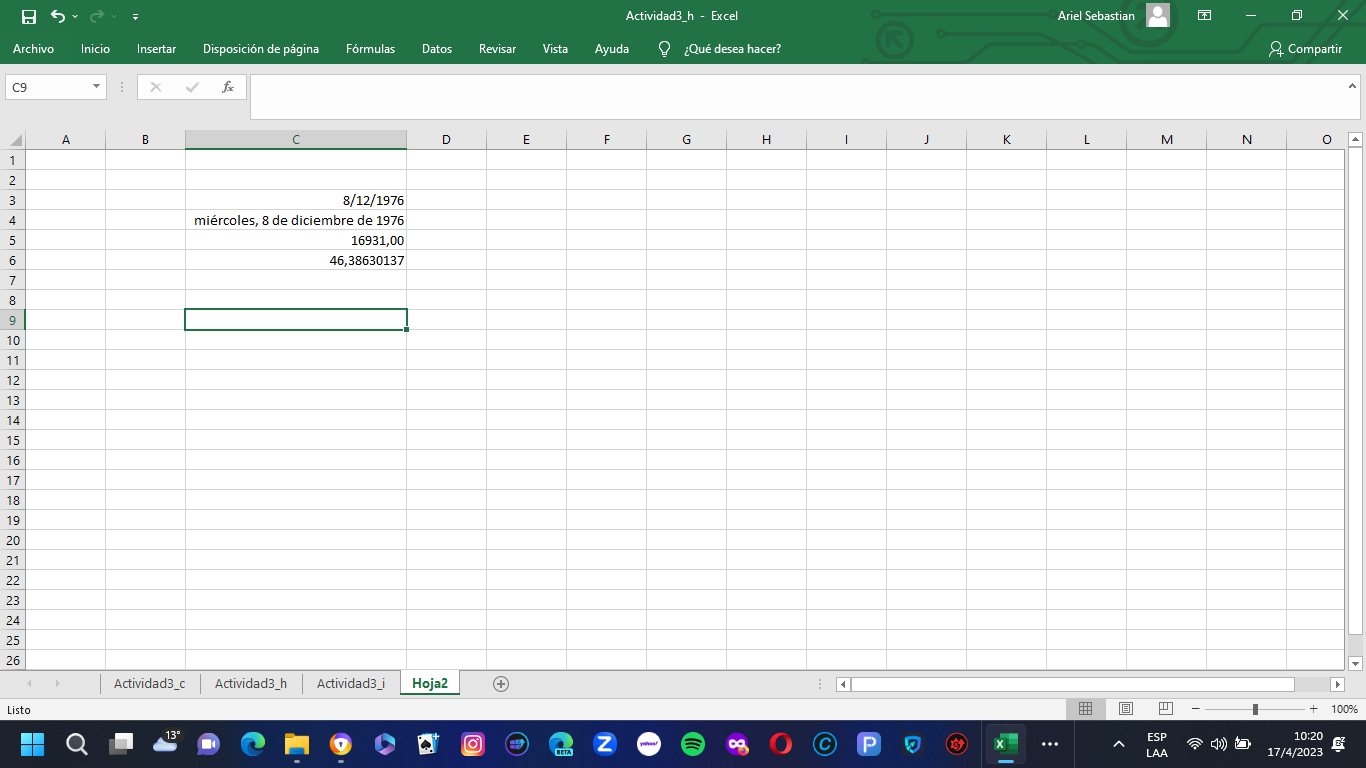 Actividad3_h - Excel
Ariel Sebastian
Archivo Inicio Insertar Disposición de página Fórmulas Datos Revisar Vista Ayuda ¿Qué desea hacer? Compartir
C9 fx
A B C D E F G H I J K L M N O
1
2
3 8/12/1976
4 miércoles, 8 de diciembre de 1976
5 16931,00
6 46,38630137
7
8
9
10
11
12
13
14
15
16
17
18
19
20
21
22
23
24
25
26
Actividad3_c Actividad3_h Actividad3_i Hoja2
Listo 100%
13°
BETA
yahoo!
ESP
LAA
10:20
17/4/2023